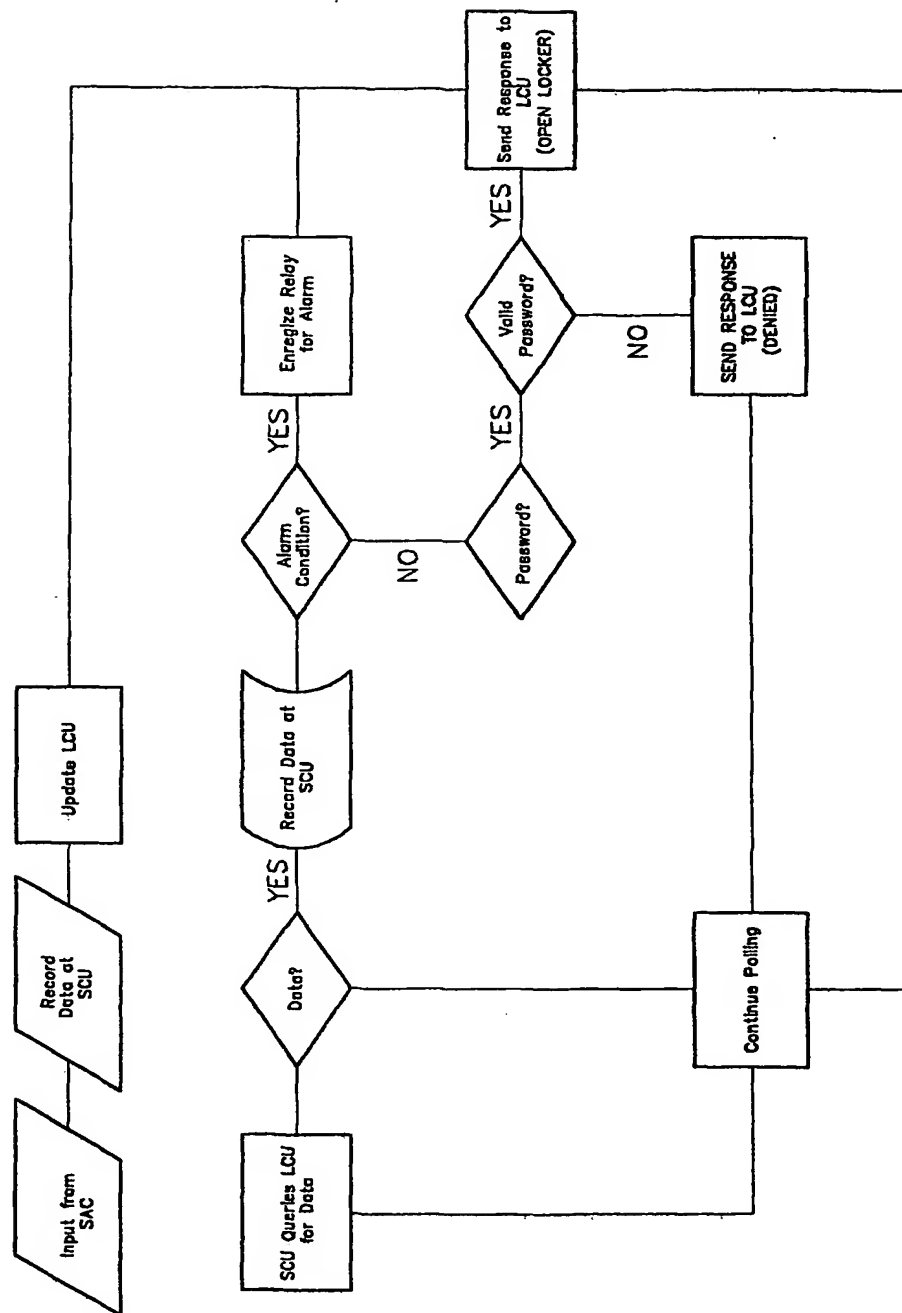 Input from
SAC
Record
Data at
SCU
Update LCU
SCU Queries LCU
for Data
Data?
YES
Record Data at
SCU
Alarm
Condition?
YES
Enregize Relay
for Alarm
NO
Password?
YES
Valid
Password?
YES
Send Response to
LCU
(OPEN LOCKER)
NO
SEND RESPONSE
TO LCU
(DENIED)
Continue Polling